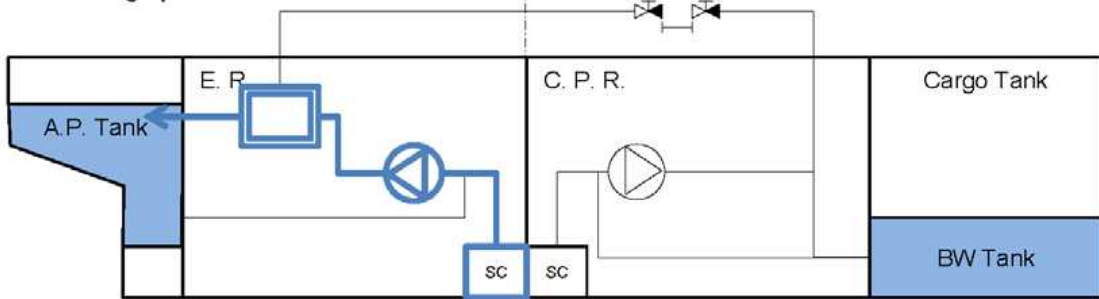 E. R.
C. P. R.
Cargo Tank
A.P. Tank
BW Tank
SC
SC